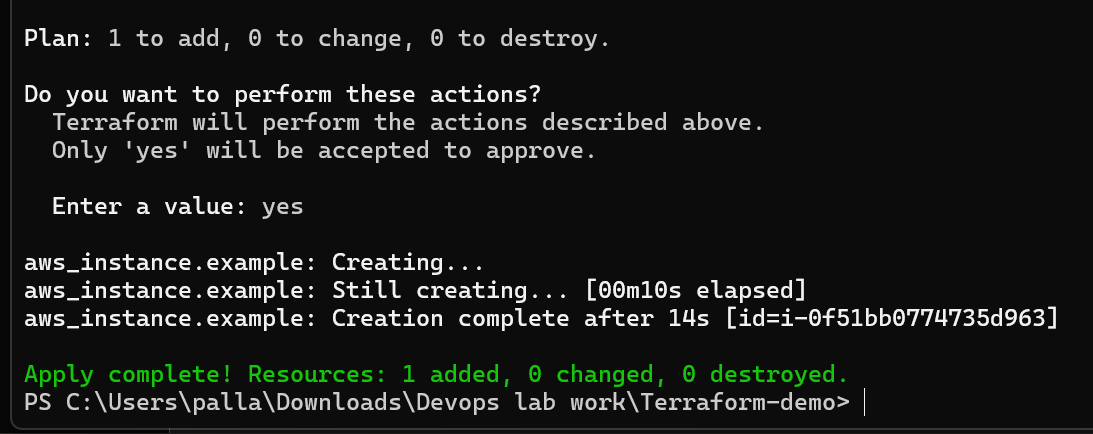 Plan: 1 to add, 0 to change, 0 to destroy.
Do you want to perform these actions?
Terraform will perform the actions described above.
Only 'yes' will be accepted to approve.
Enter a value: yes
aws_instance.example: Creating...
aws_instance.example: Still creating... [00m10s elapsed]
aws_instance.example: Creation complete after 14s [id=i-0f51bb0774735d963]
Apply complete! Resources: 1 added, 0 changed, 0 destroyed.
PS C:\Users\palla\Downloads\Devops lab work\Terraform-demo>